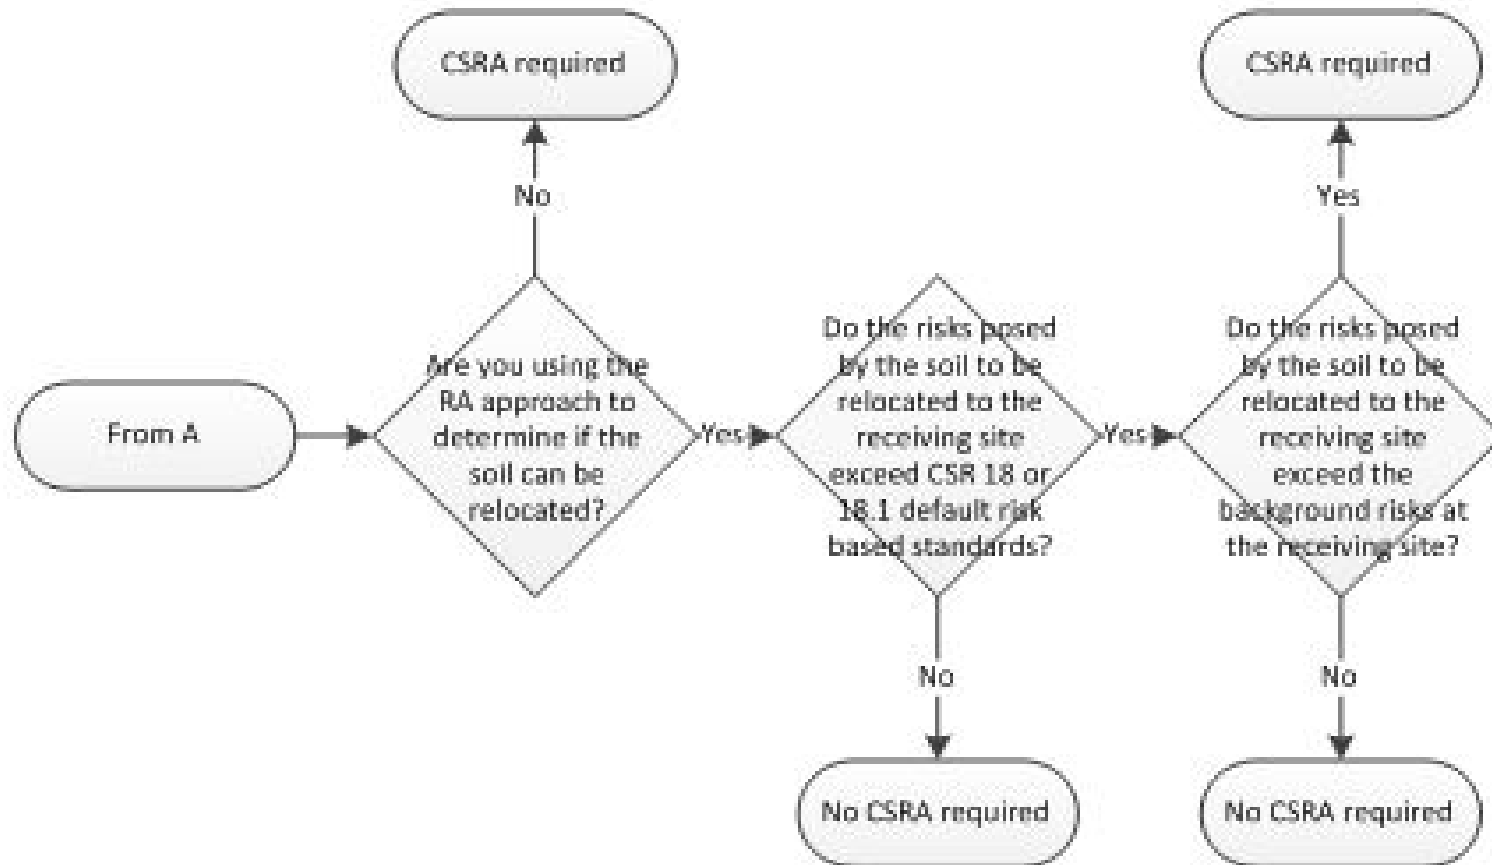 CSRA required
CSRA required
No
Yes
From A
Are you using the
RA approach to
determine if the
soil can be
relocated?
Yes
Do the risks posed
by the soil to be
relocated to the
receiving site
exceed CSR 18 or
18.1 default risk
based standards?
Yes
Do the risks posed
by the soil to be
relocated to the
receiving site
exceed the
background risks at
the receiving site?
No
No
No CSRA required
No CSRA required